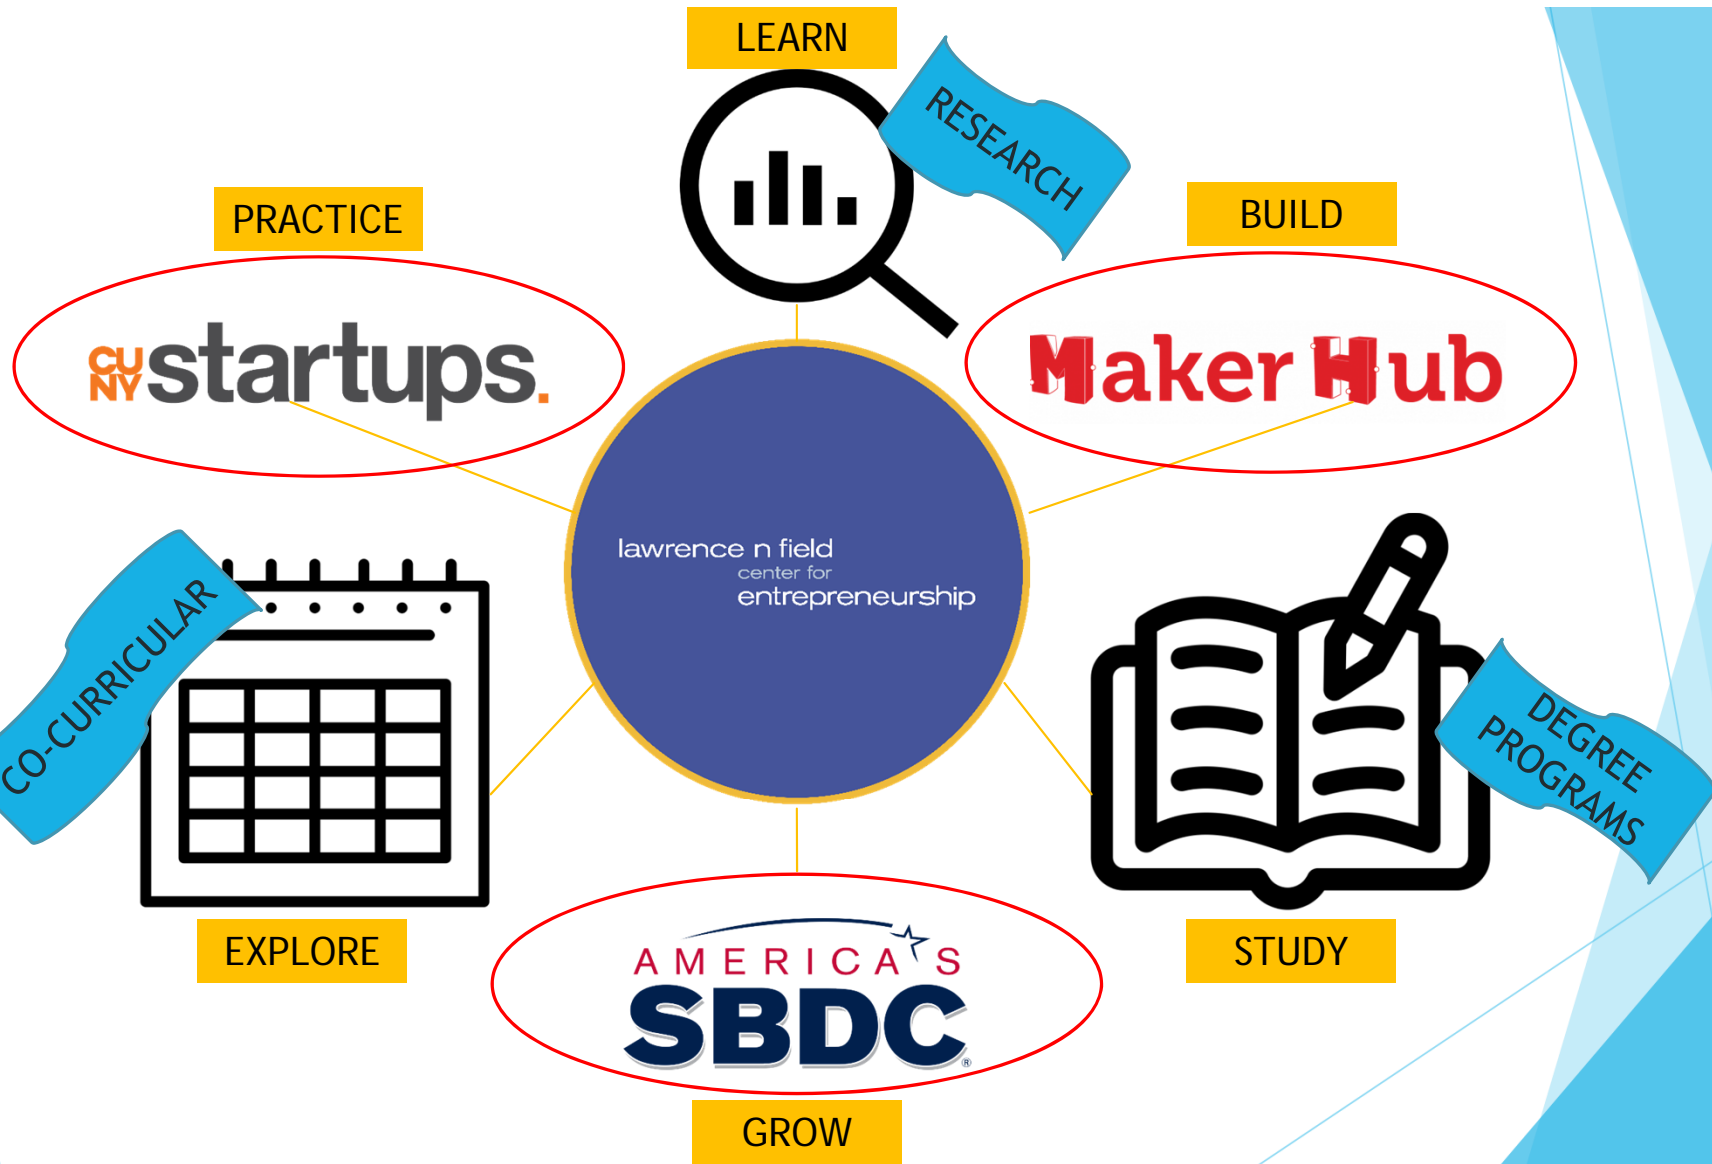 LEARN
RESEARCH
PRACTICE
BUILD
CUNY startups.
Maker Hub
lawrence n field
center for
entrepreneurship
CO-CURRICULAR
DEGREE
PROGRAMS
EXPLORE
STUDY
AMERICA'S
SBDC®
GROW